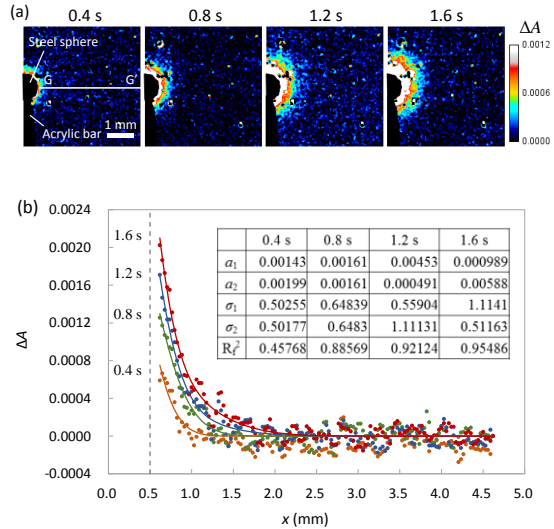 (a)
0.4 s 0.8 s 1.2 s 1.6 s
ΔA
Steel sphere
G G'
Acrylic bar
1 mm
0.0012
0.0000
(b)
0.0024
0.0020
0.0016
0.0012
0.0008
0.0004
0.0000
-0.0004
ΔA
1.6 s
1.2 s
0.8 s
0.4 s
0.4 s 0.8 s 1.2 s 1.6 s
a₁ 0.00143 0.00161 0.00453 0.000989
a₂ 0.00199 0.00161 0.000491 0.00588
σ₁ 0.50255 0.64839 0.55904 1.1141
σ₂ 0.50177 0.6483 1.11131 0.51163
R_f² 0.45768 0.88569 0.92124 0.95486
0.0 0.5 1.0 1.5 2.0 2.5 3.0 3.5 4.0 4.5 5.0
x (mm)